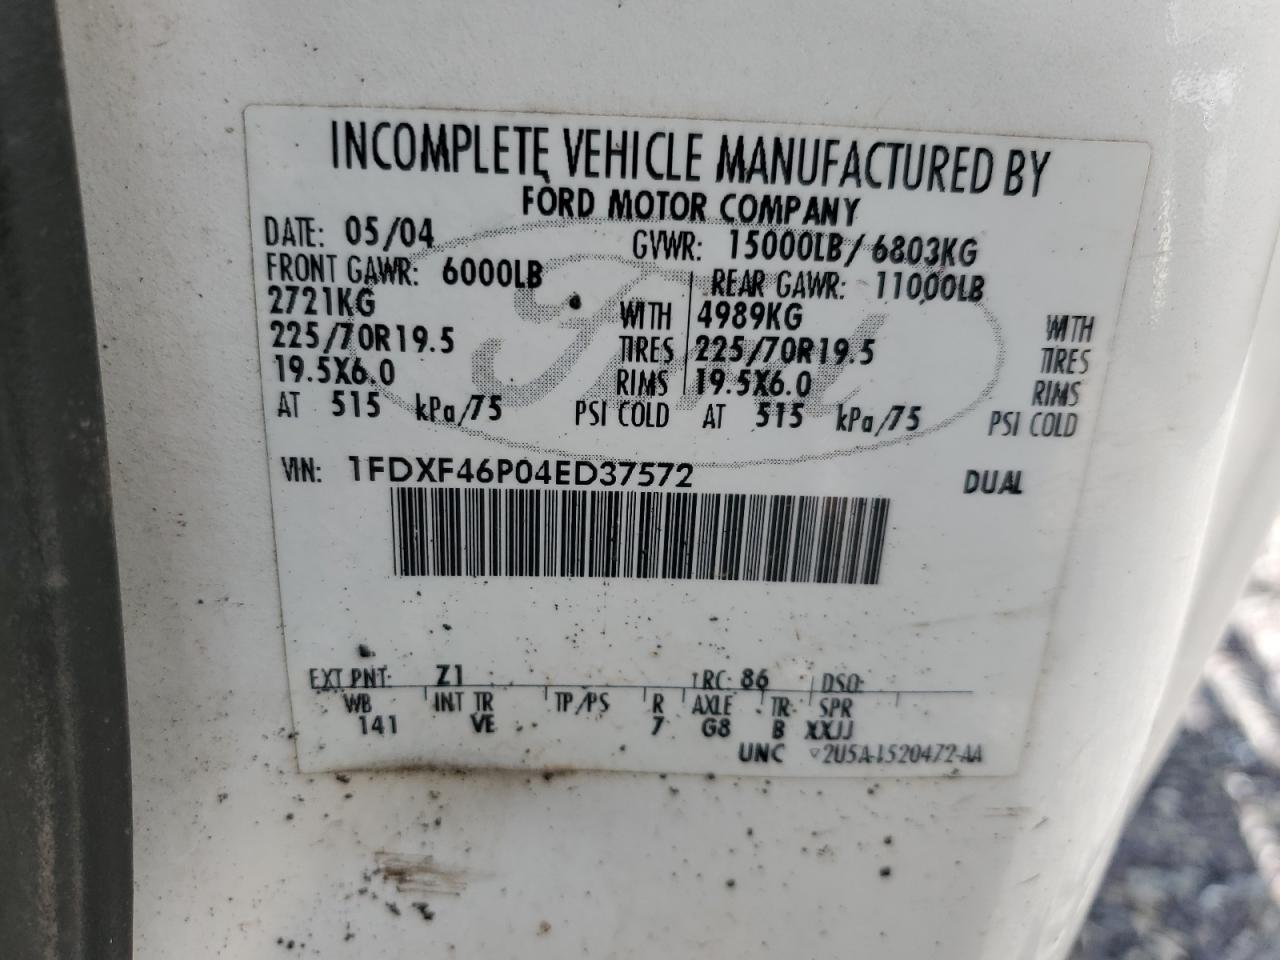 INCOMPLETE VEHICLE MANUFACTURED BY
FORD MOTOR COMPANY
DATE: 05/04 GVWR: 15000LB/6803KG
FRONT GAWR: 6000LB REAR GAWR: 11000LB
2721KG WITH 4989KG WITH
225/70R19.5 TIRES 225/70R19.5 TIRES
19.5X6.0 RIMS 19.5X6.0 RIMS
AT 515 kPa/75 PSI COLD AT 515 kPa/75 PSI COLD
VIN: 1FDXF46P04ED37572 DUAL
EXT PNT: Z1 RC: 86 DSO:
WB INT TR TP/PS R AXLE TR SPR
141 VE 7 G8 B XXJJ
UNC 2U5A-1520472-AA
Ford